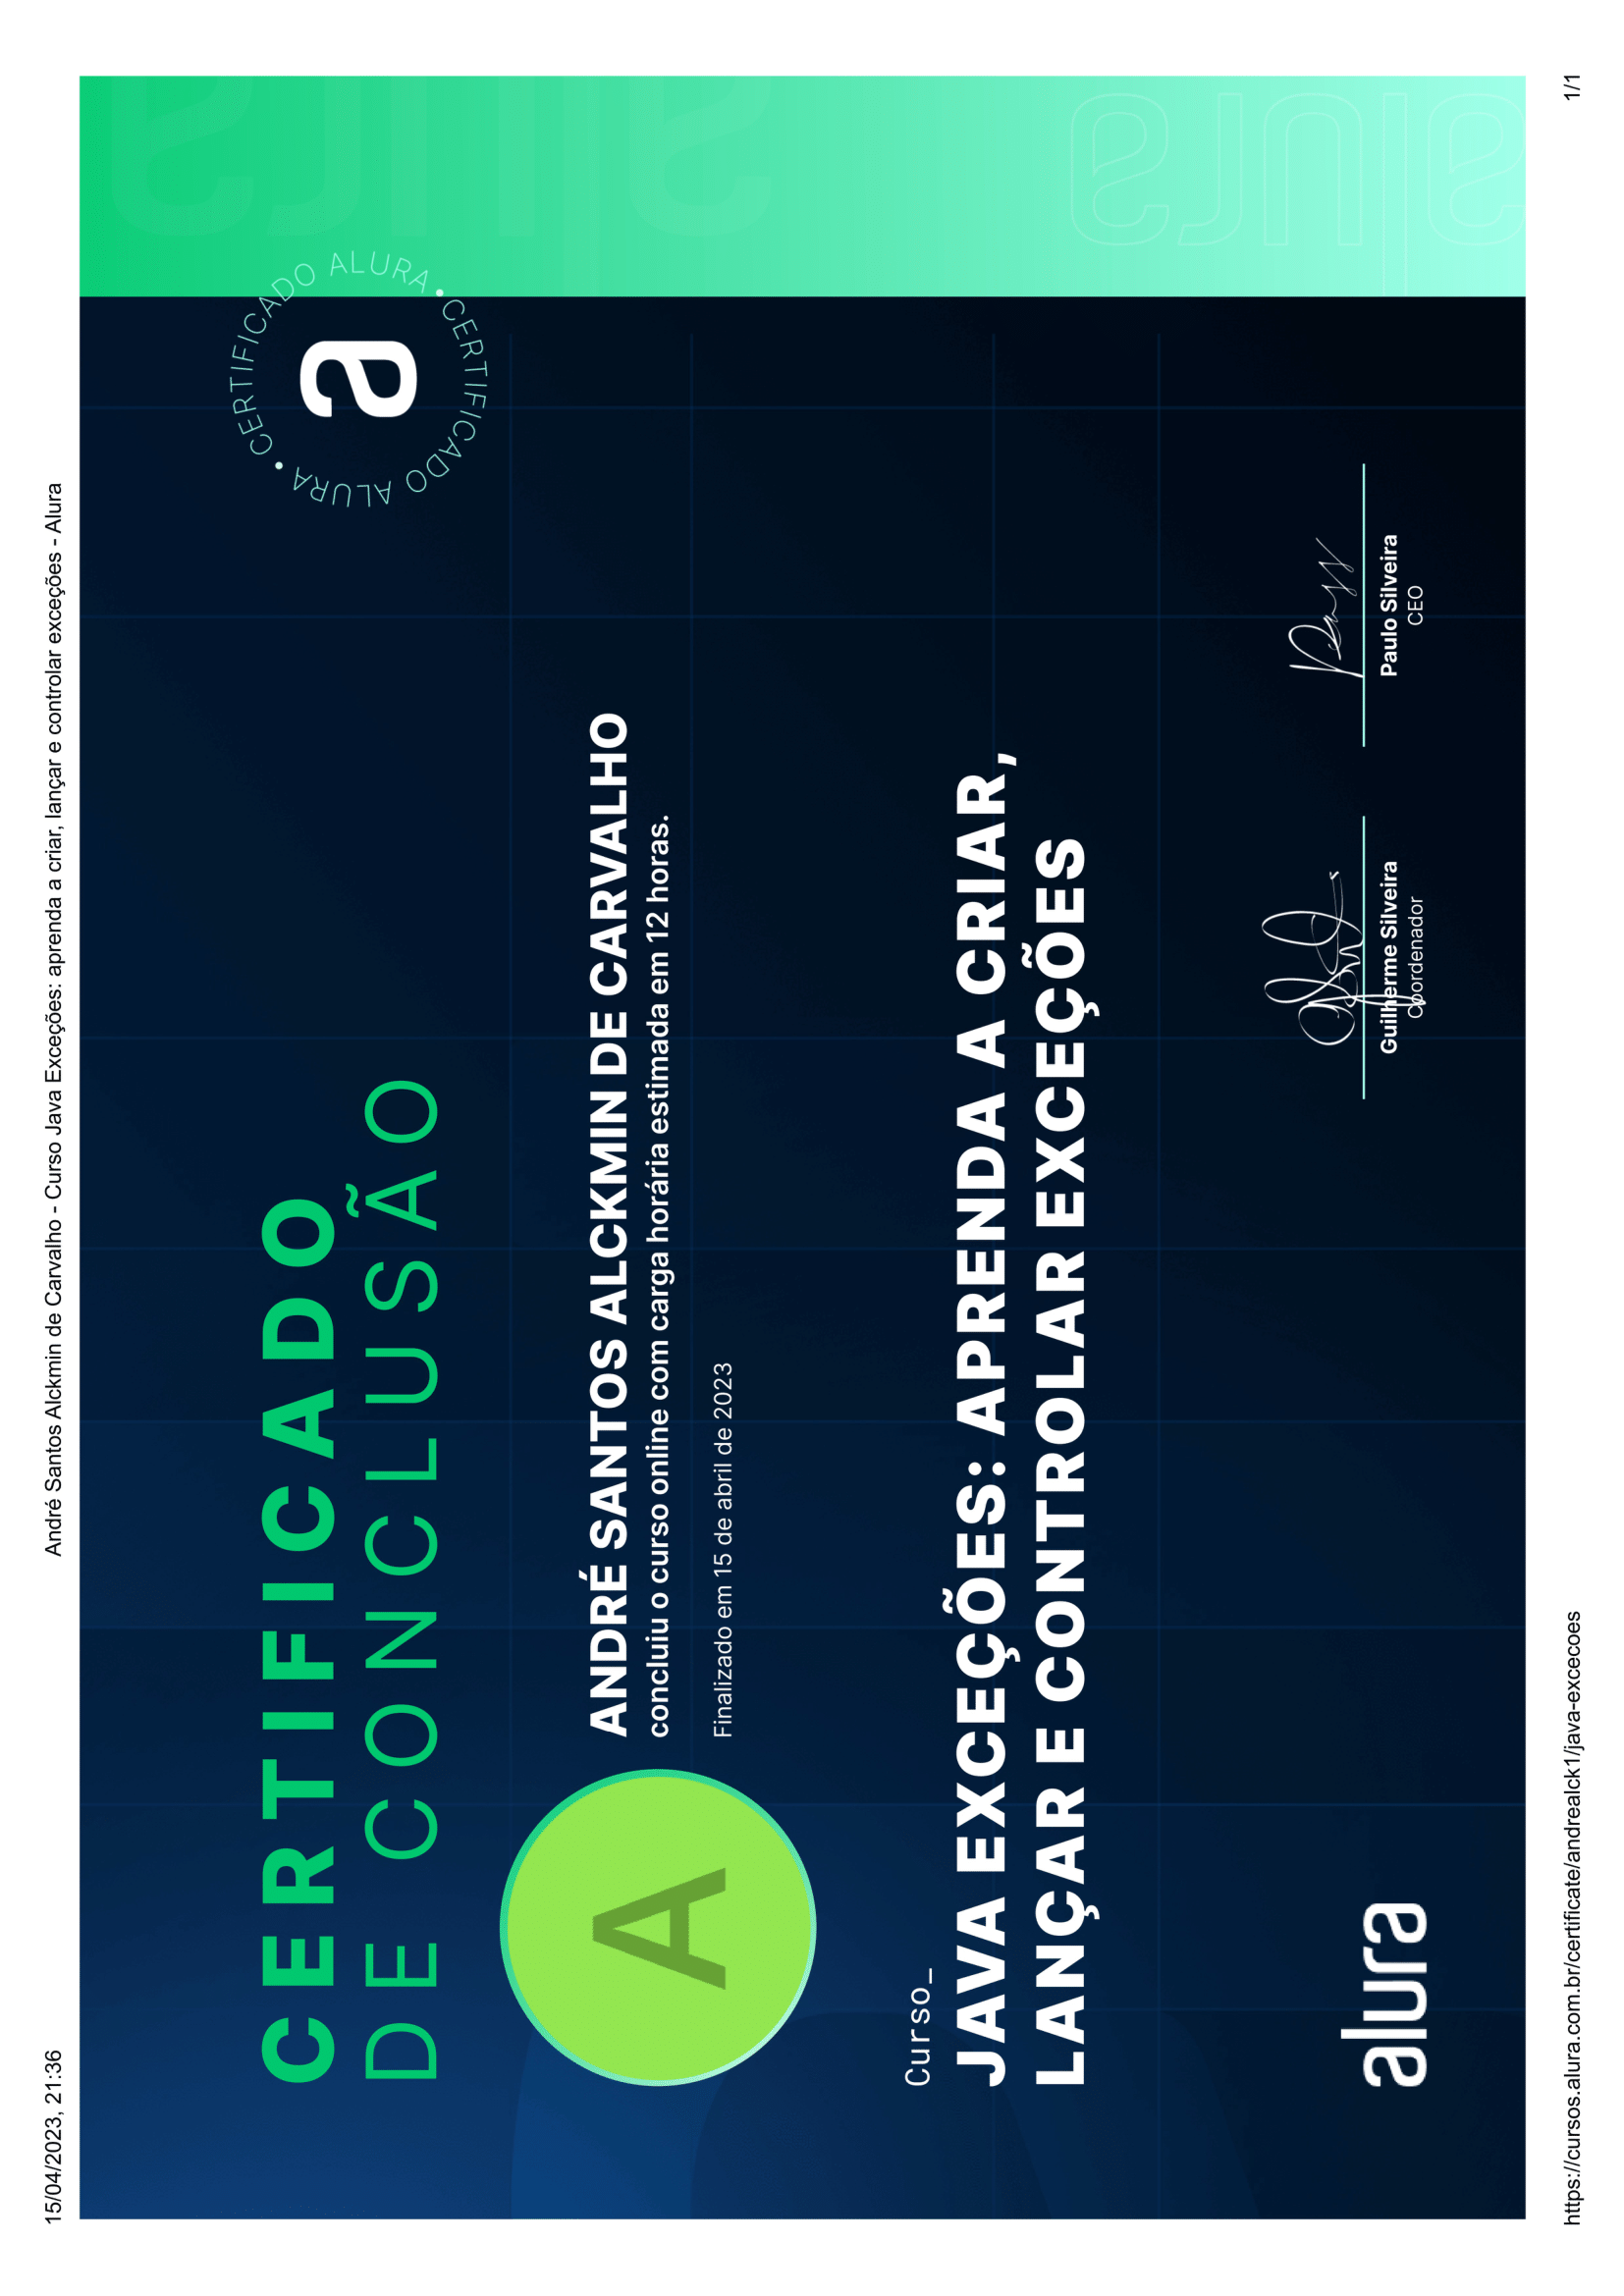 15/04/2023, 21:36
André Santos Alckmin de Carvalho - Curso Java Exceções: aprenda a criar, lançar e controlar exceções - Alura
CERTIFICADO
DE CONCLUSÃO
CERTIFICADO ALURA • CERTIFICADO ALURA •
a
A
ANDRÉ SANTOS ALCKMIN DE CARVALHO
concluiu o curso online com carga horária estimada em 12 horas.
Finalizado em 15 de abril de 2023
Curso_
JAVA EXCEÇÕES: APRENDA A CRIAR,
LANÇAR E CONTROLAR EXCEÇÕES
alura
Guilherme Silveira
Coordenador
Paulo Silveira
CEO
alura
alura
https://cursos.alura.com.br/certificate/andrealck1/java-excecoes
1/1